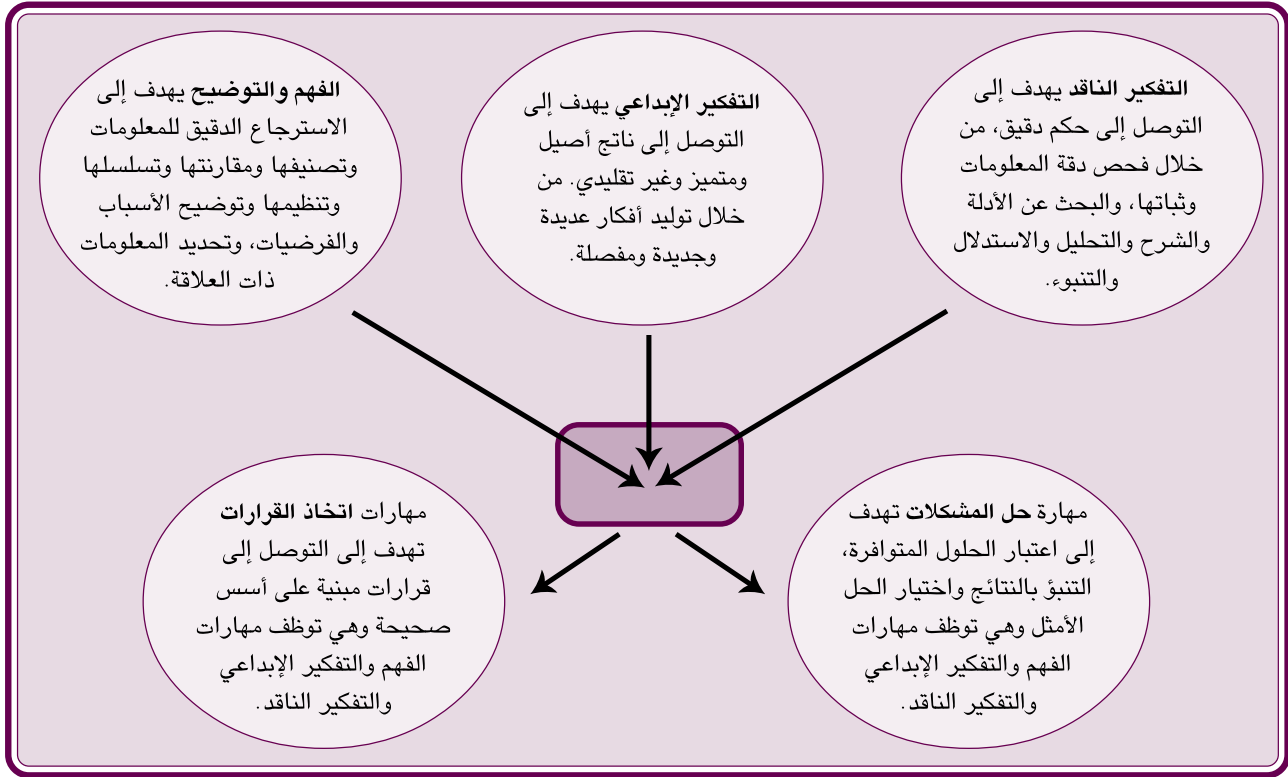 التفكير الناقد يهدف إلى
التوصل إلى حكم دقيق، من
خلال فحص دقة المعلومات
وثباتها، والبحث عن الأدلة
والشرح والتحليل والاستدلال
والتنبوء.
التفكير الإبداعي يهدف إلى
التوصل إلى ناتج أصيل
ومتميز وغير تقليدي. من
خلال توليد أفكار عديدة
وجديدة ومفصلة.
الفهم والتوضيح يهدف إلى
الاسترجاع الدقيق للمعلومات
وتصنيفها ومقارنتها وتسلسلها
وتنظيمها وتوضيح الأسباب
والفرضيات، وتحديد المعلومات
ذات العلاقة.
مهارة حل المشكلات تهدف
إلى اعتبار الحلول المتوافرة،
التنبؤ بالنتائج واختيار الحل
الأمثل وهي توظف مهارات
الفهم والتفكير الإبداعي
والتفكير الناقد.
مهارات اتخاذ القرارات
تهدف إلى التوصل إلى
قرارات مبنية على أسس
صحيحة وهي توظف مهارات
الفهم والتفكير الإبداعي
والتفكير الناقد.